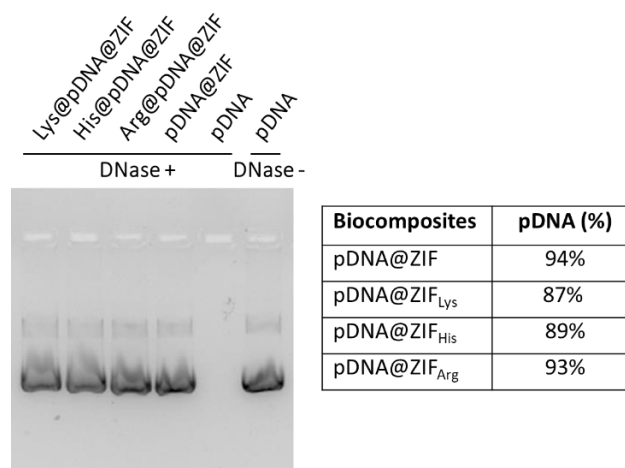 Lys@pDNA@ZIF
His@pDNA@ZIF
Arg@pDNA@ZIF
pDNA@ZIF
pDNA
pDNA
DNase +
DNase -
Biocomposites pDNA (%)
pDNA@ZIF 94%
pDNA@ZIFLys 87%
pDNA@ZIFHis 89%
pDNA@ZIFArg 93%